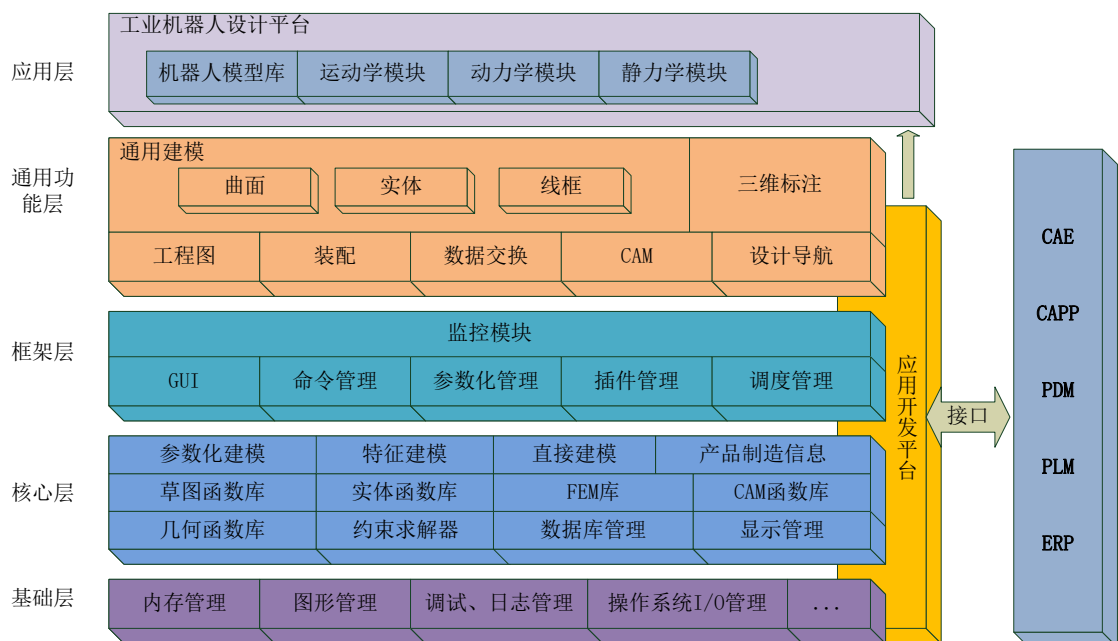 工业机器人设计平台
应用层
机器人模型库 运动学模块 动力学模块 静力学模块
通用建模
通用功
能层
曲面 实体 线框 三维标注
工程图 装配 数据交换 CAM 设计导航
框架层
监控模块
GUI 命令管理 参数化管理 插件管理 调度管理
核心层
参数化建模 特征建模 直接建模 产品制造信息
草图函数库 实体函数库 FEM库 CAM函数库
几何函数库 约束求解器 数据库管理 显示管理
基础层
内存管理 图形管理 调试、日志管理 操作系统I/O管理 ...
应用开发平台
接口
CAE
CAPP
PDM
PLM
ERP